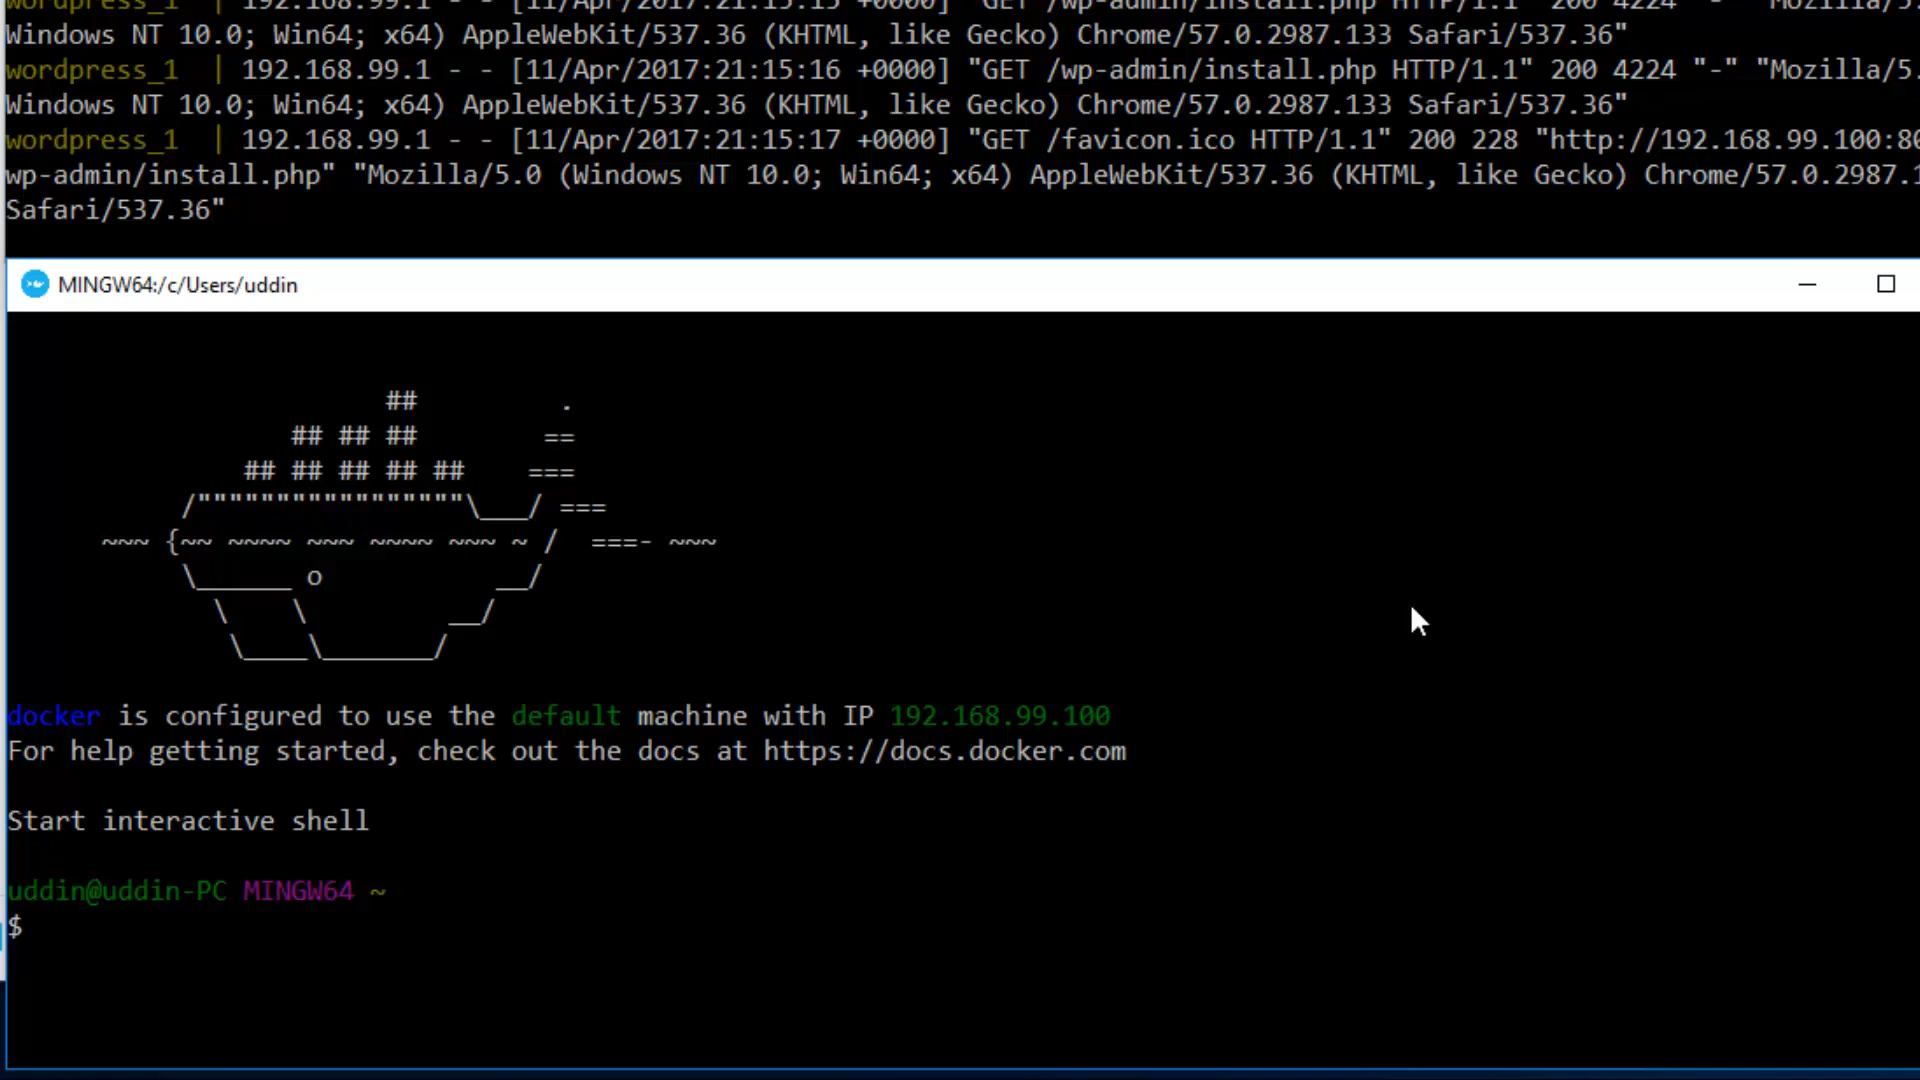 wordpress_1  | 192.168.99.1 - - [11/Apr/2017:21:15:15 +0000] "GET /wp-admin/install.php HTTP/1.1" 200 4224 "-" "Mozilla/5.
Windows NT 10.0; Win64; x64) AppleWebKit/537.36 (KHTML, like Gecko) Chrome/57.0.2987.133 Safari/537.36"
wordpress_1  | 192.168.99.1 - - [11/Apr/2017:21:15:16 +0000] "GET /wp-admin/install.php HTTP/1.1" 200 4224 "-" "Mozilla/5.
Windows NT 10.0; Win64; x64) AppleWebKit/537.36 (KHTML, like Gecko) Chrome/57.0.2987.133 Safari/537.36"
wordpress_1  | 192.168.99.1 - - [11/Apr/2017:21:15:17 +0000] "GET /favicon.ico HTTP/1.1" 200 228 "http://192.168.99.100:80
wp-admin/install.php" "Mozilla/5.0 (Windows NT 10.0; Win64; x64) AppleWebKit/537.36 (KHTML, like Gecko) Chrome/57.0.2987.1
Safari/537.36"
MINGW64:/c/Users/uddin
                        ##         .
                  ## ## ##        ==
               ## ## ## ## ##    ===
           /"""""""""""""""""\___/ ===
      ~~~ {~~ ~~~~ ~~~ ~~~~ ~~~ ~ /  ===- ~~~
           \______ o           __/
             \    \         __/
              \____\_______/
docker is configured to use the default machine with IP 192.168.99.100
For help getting started, check out the docs at https://docs.docker.com
Start interactive shell
uddin@uddin-PC MINGW64 ~
$